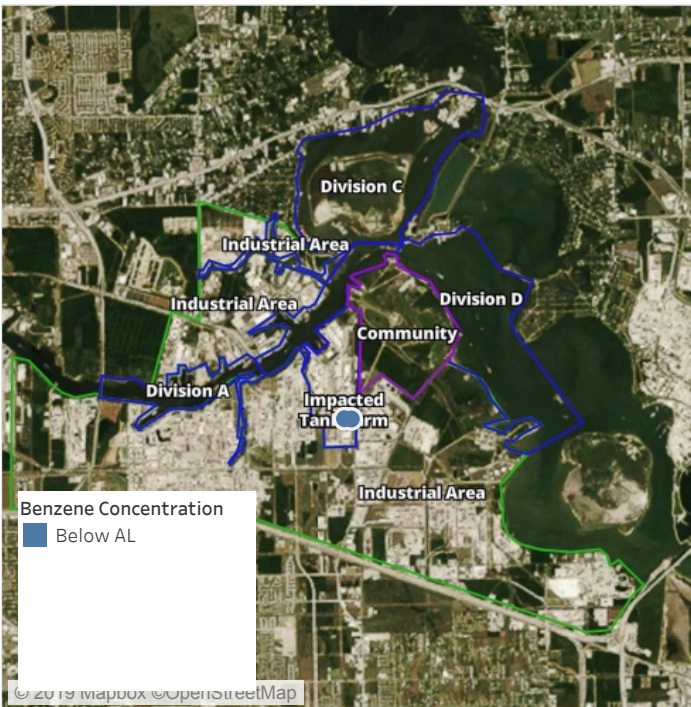 Division C
Industrial Area
Division D
Industrial Area
Community
Division A
Impacted
Tank Farm
Industrial Area
Benzene Concentration
Below AL
© 2019 Mapbox ©OpenStreetMap